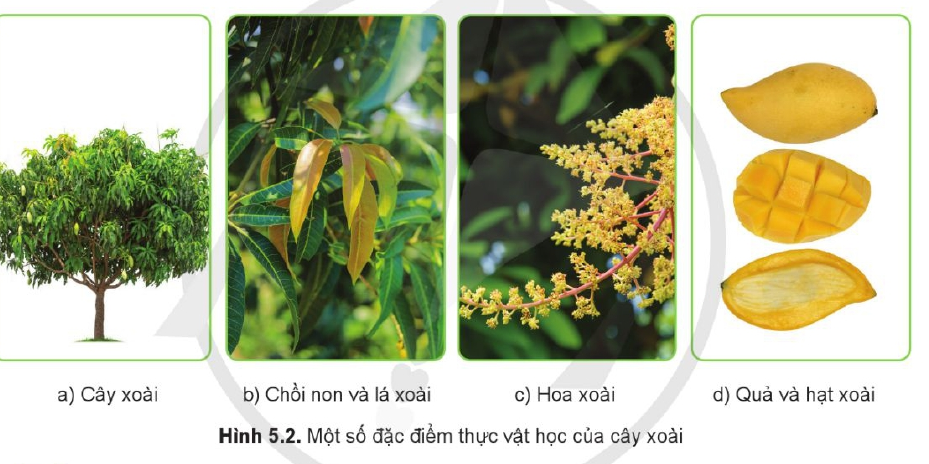 a) Cây xoài
b) Chồi non và lá xoài
c) Hoa xoài
d) Quả và hạt xoài
Hình 5.2. Một số đặc điểm thực vật học của cây xoài